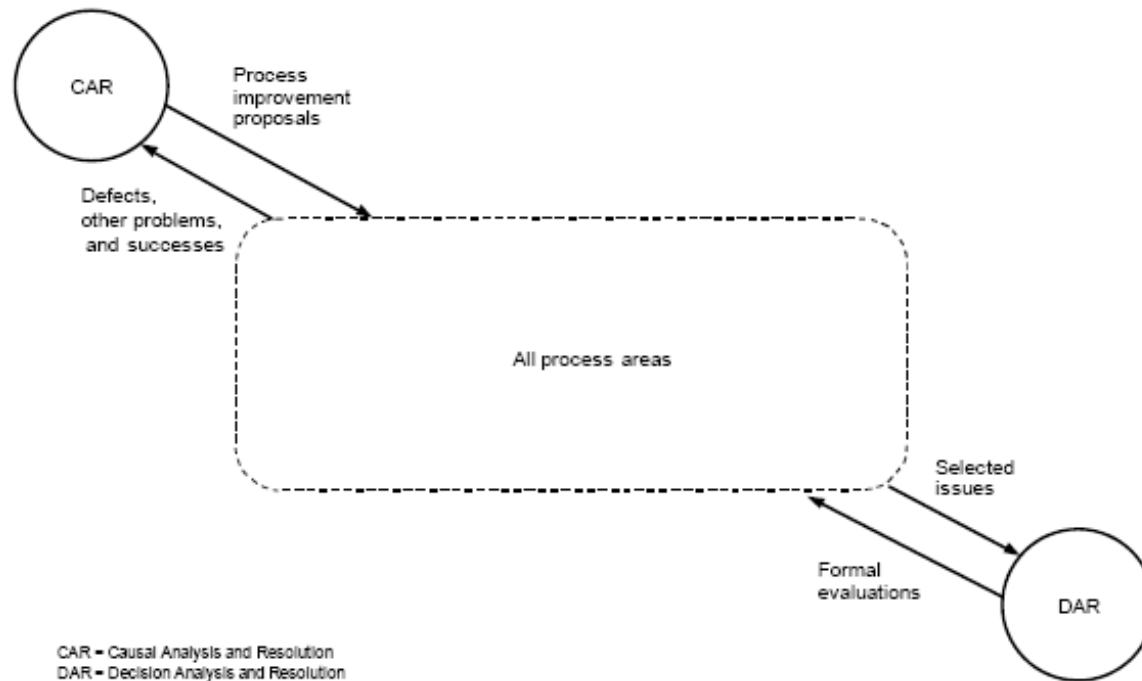 CAR
Process
improvement
proposals
Defects,
other problems,
and successes
All process areas
Selected
issues
Formal
evaluations
DAR
CAR = Causal Analysis and Resolution
DAR = Decision Analysis and Resolution